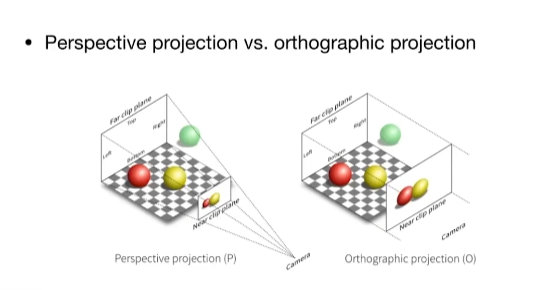 • Perspective projection vs. orthographic projection
Far clip plane
Top
Right
Left
Bottom
Near clip plane
Camera
Perspective projection (P)
Far clip plane
Top
Right
Left
Bottom
Near clip plane
Camera
Orthographic projection (O)